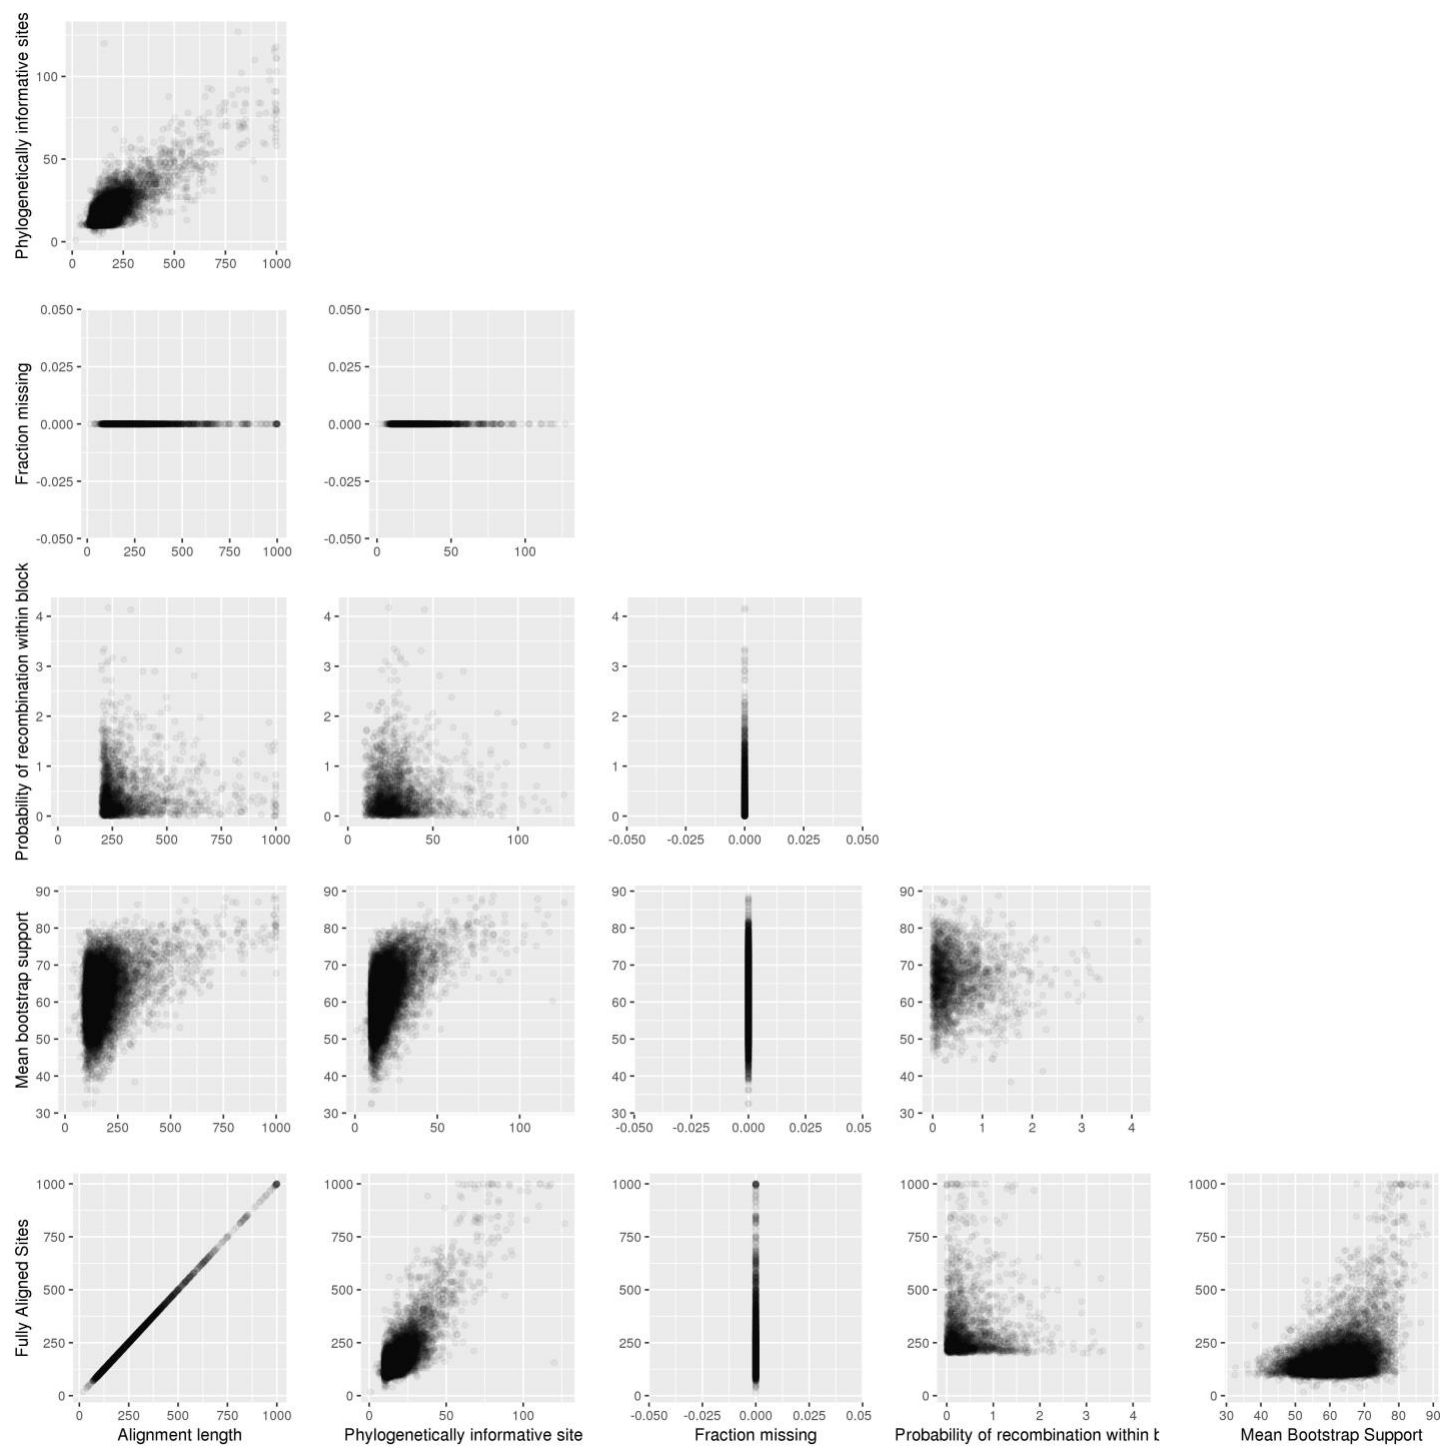 Phylogenetically informative sites
100
50
0
0 250 500 750 1000
Fraction missing
0.050 0.050
0.025 0.025
0.000 0.000
-0.025 -0.025
-0.050 -0.050
0 250 500 750 1000 0 50 100
Probability of recombination within block
4 4 4
3 3 3
2 2 2
1 1 1
0 0 0
0 250 500 750 1000 0 50 100 -0.050 -0.025 0.000 0.025 0.050
Mean bootstrap support
90 90 90 90
80 80 80 80
70 70 70 70
60 60 60 60
50 50 50 50
40 40 40 40
30 30 30 30
0 250 500 750 1000 0 50 100 -0.050 -0.025 0.000 0.025 0.05 0 1 2 3 4
Fully Aligned Sites
1000 1000 1000 1000 1000
750 750 750 750 750
500 500 500 500 500
250 250 250 250 250
0 0 0 0 0
0 250 500 750 1000 0 50 100 -0.050 -0.025 0.000 0.025 0.05 0 1 2 3 4 30 40 50 60 70 80 90
Alignment length Phylogenetically informative site Fraction missing Probability of recombination within b Mean Bootstrap Support